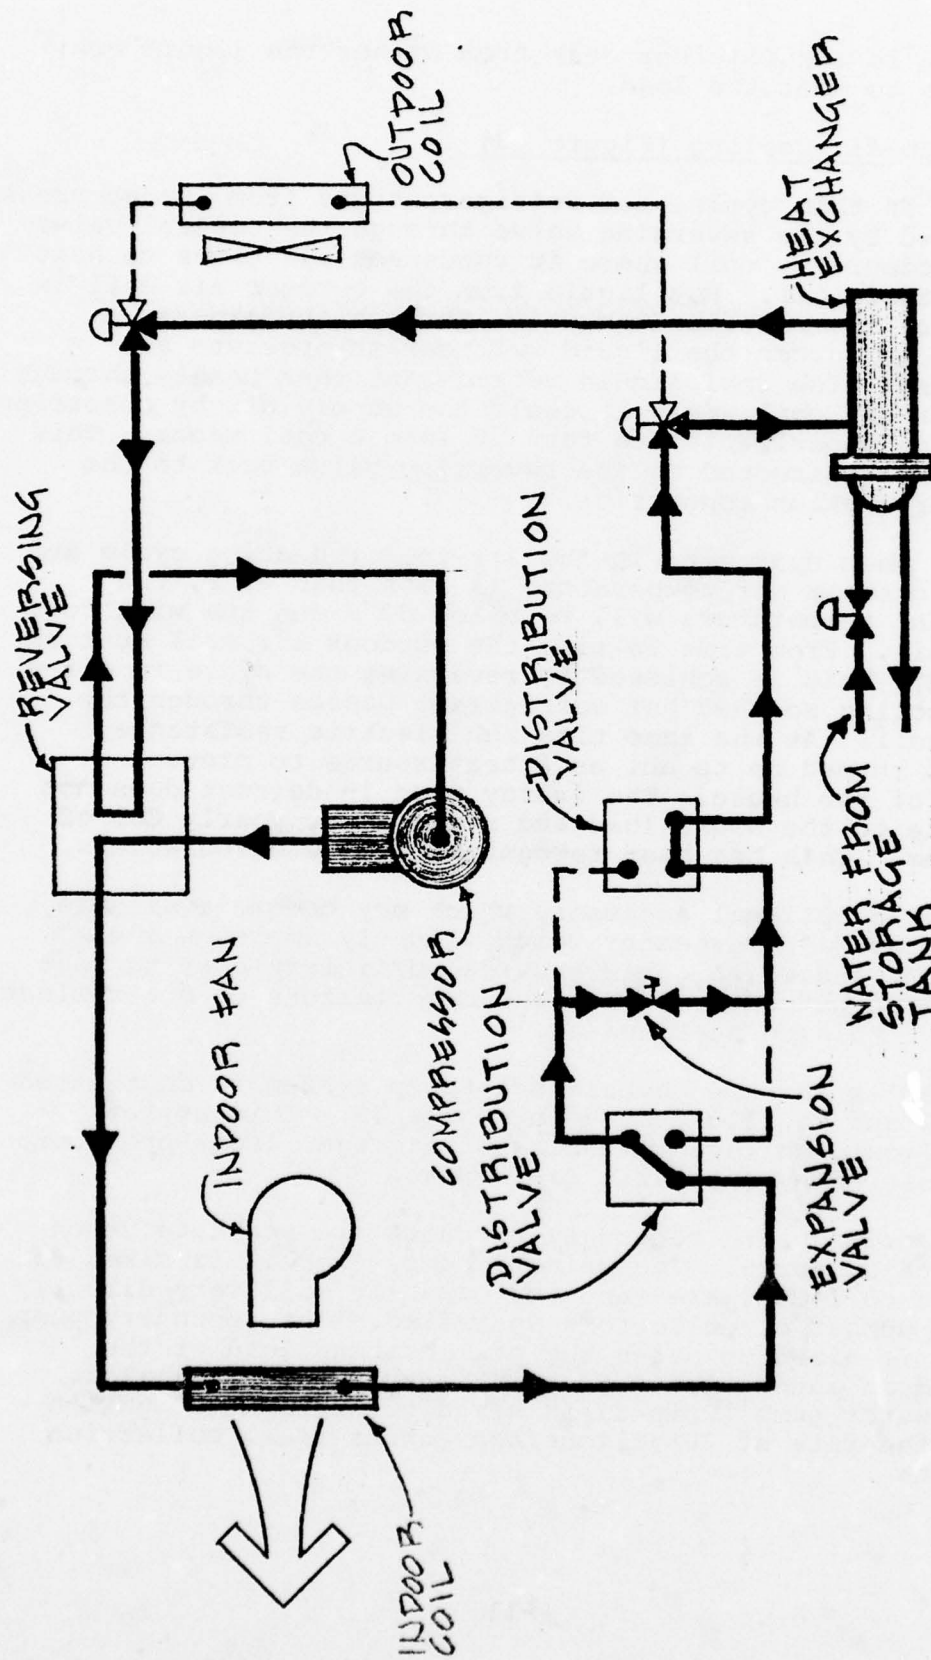 REVERSING
VALVE
OUTDOOR
COIL
INDOOR FAN
COMPRESSOR
DISTRIBUTION
VALVE
HEAT
EXCHANGER
INDOOR
COIL
DISTRIBUTION
VALVE
EXPANSION
VALVE
WATER FROM
STORAGE
TANK